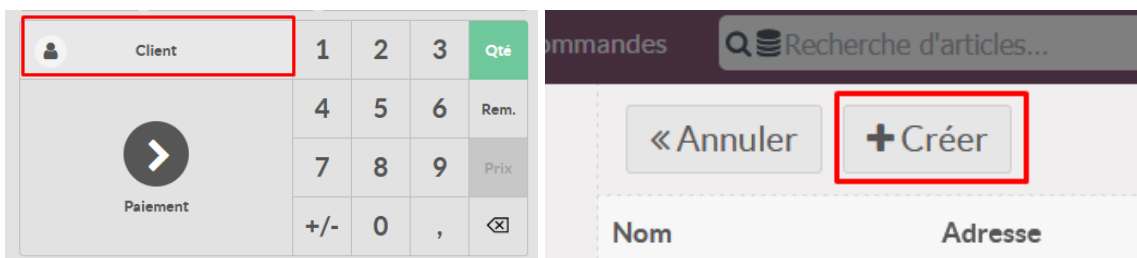 Client
1 2 3 Qté
4 5 6 Rem.
7 8 9 Prix
Paiement
+/- 0 ,
ommandes
Recherche d'articles...
« Annuler
+ Créer
Nom Adresse